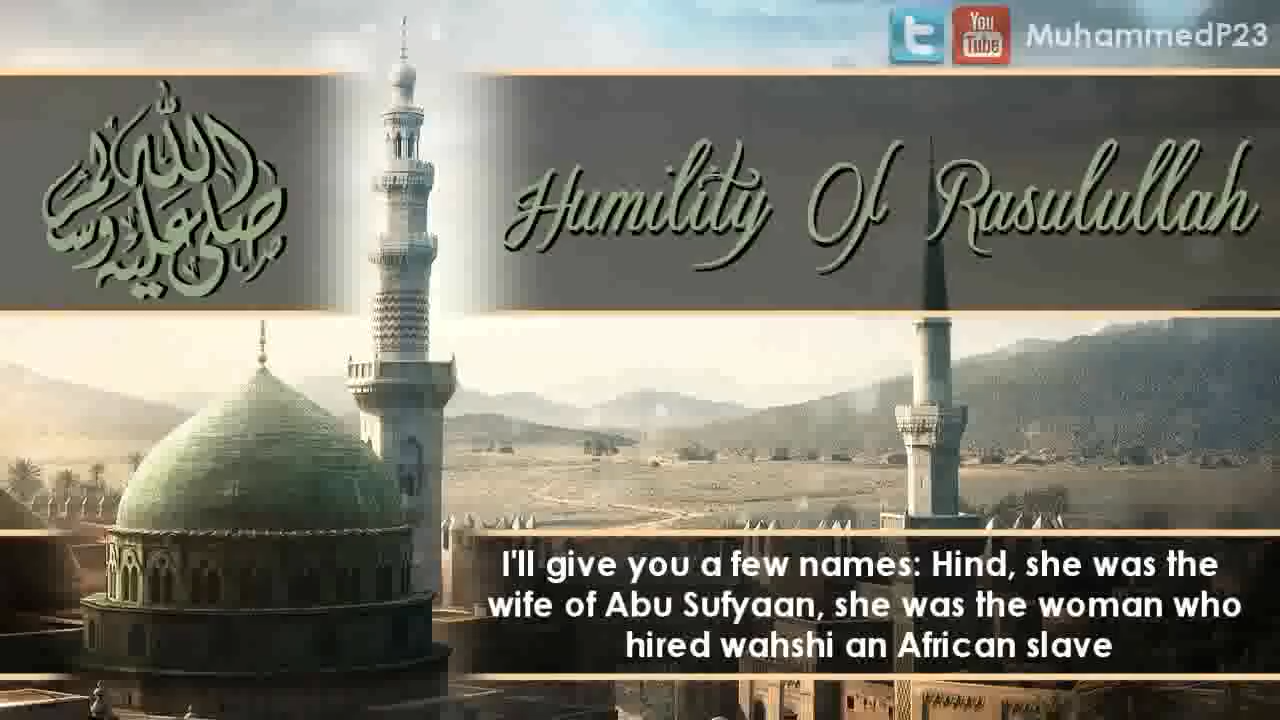 You
Tube
MuhammedP23
صلى الله عليه وسلم
Humility Of Rasulullah
I'll give you a few names: Hind, she was the
wife of Abu Sufyaan, she was the woman who
hired wahshi an African slave